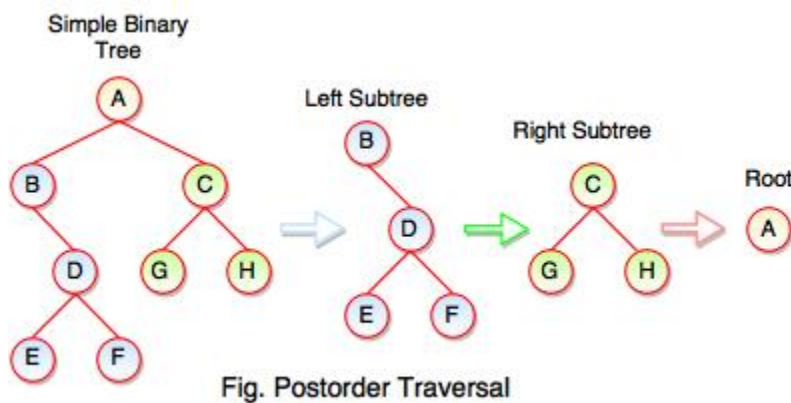 Simple Binary
Tree
A
B
C
D
G
H
E
F
Left Subtree
B
D
E
F
Right Subtree
C
G
H
Root
A
Fig. Postorder Traversal